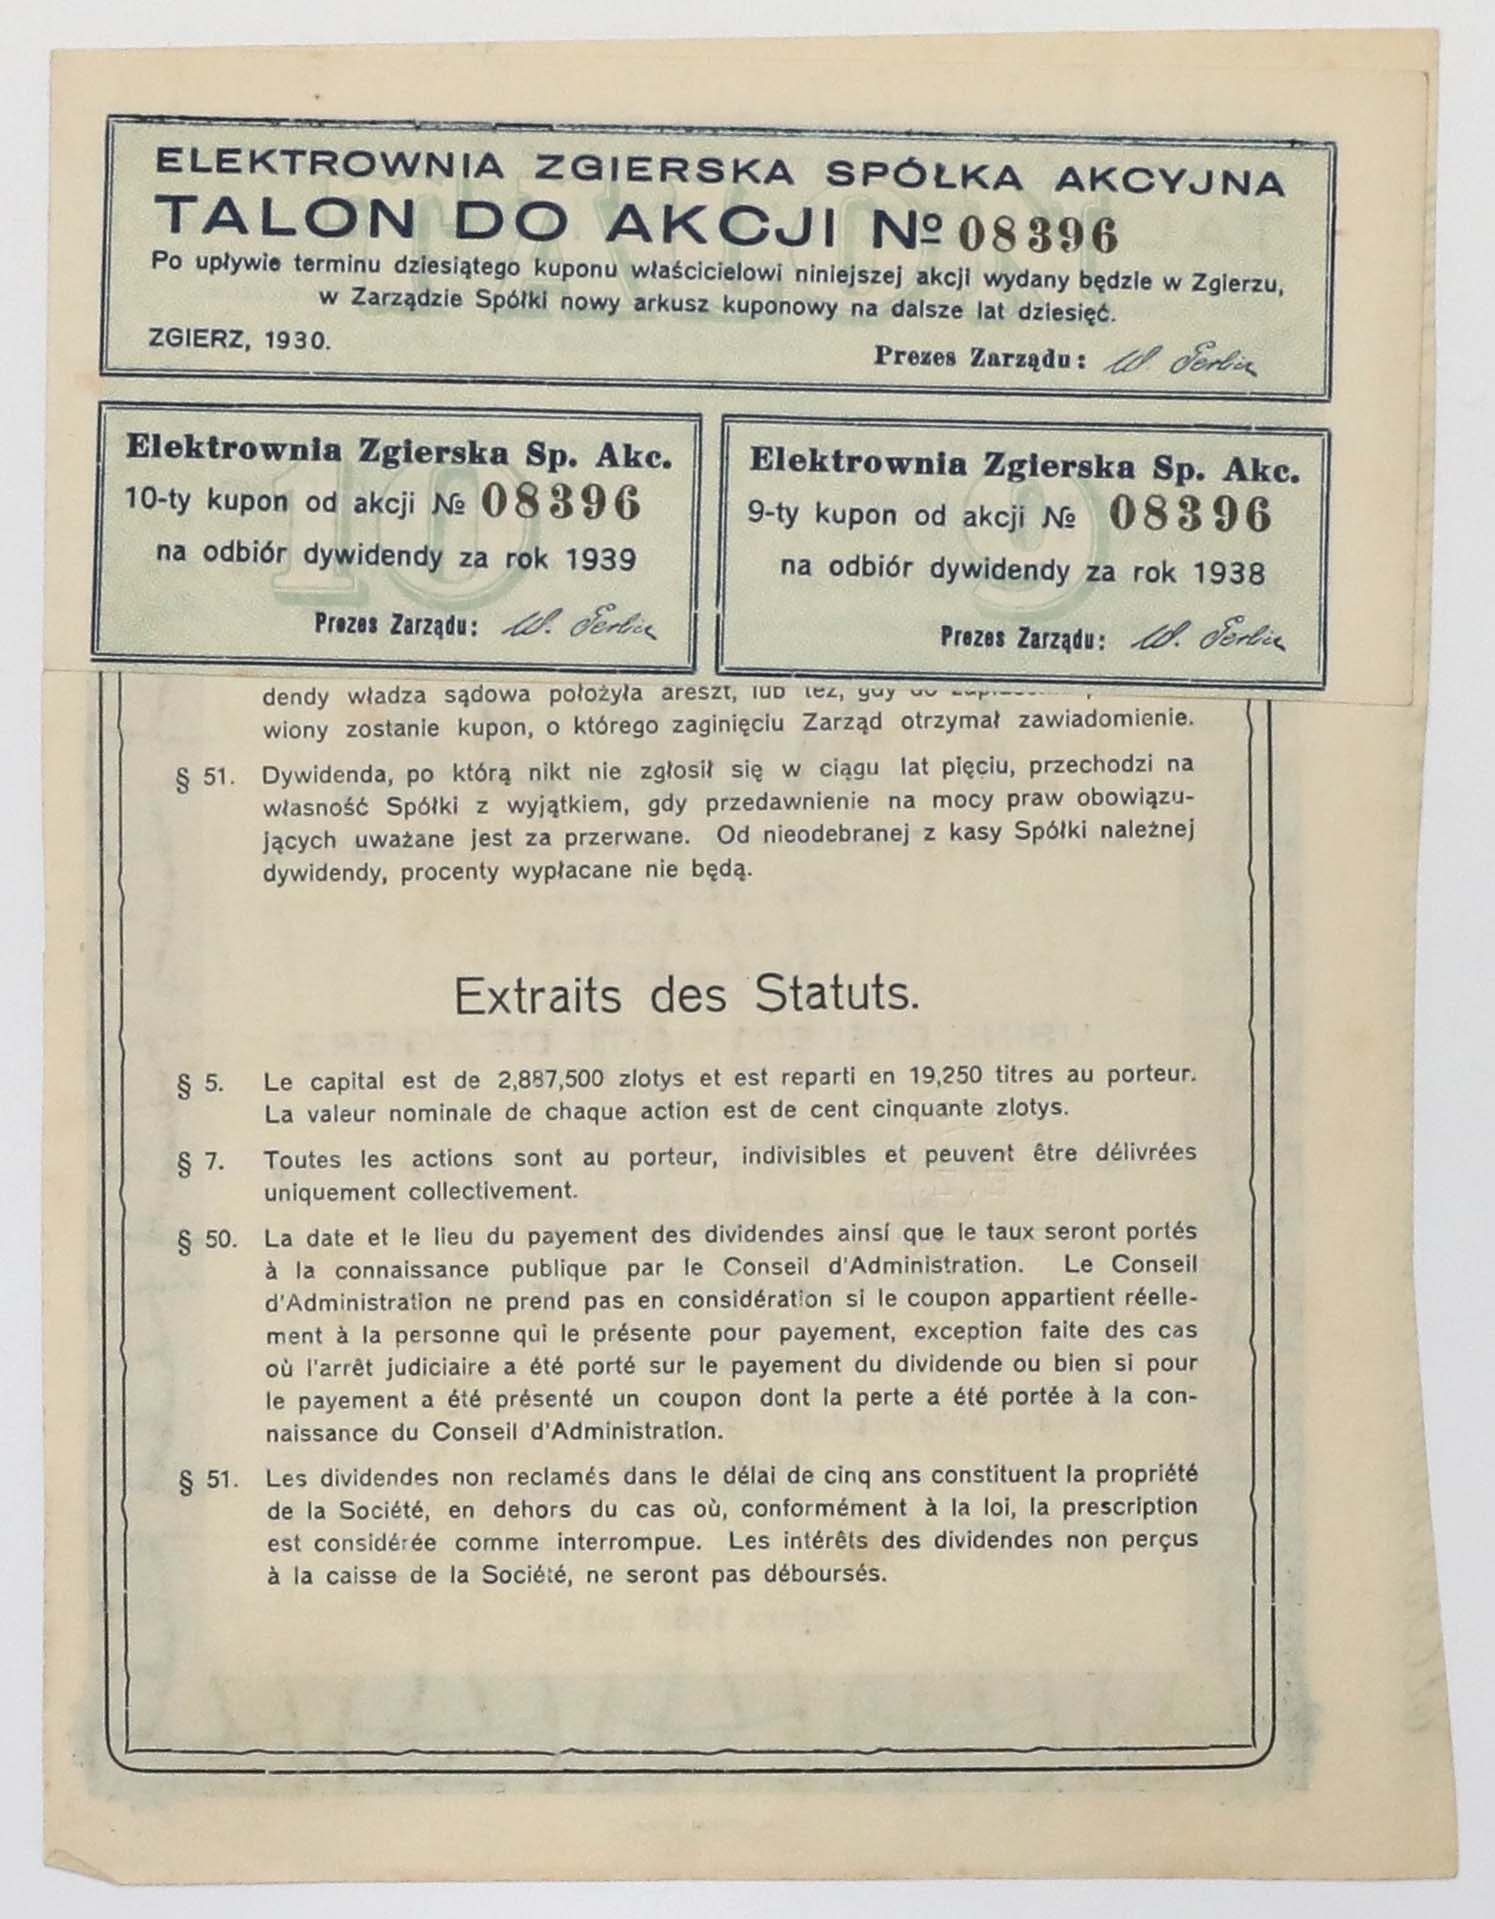 ELEKTROWNIA ZGIERSKA SPÓŁKA AKCYJNA
TALON DO AKCJI № 08396
Po upływie terminu dziesiątego kuponu właścicielowi niniejszej akcji wydany będzie w Zgierzu,
w Zarządzie Spółki nowy arkusz kuponowy na dalsze lat dziesięć.
ZGIERZ, 1930.
Prezes Zarządu: W.
Elektrownia Zgierska Sp. Akc.
10-ty kupon od akcji № 08396
na odbiór dywidendy za rok 1939
Prezes Zarządu: W.
Elektrownia Zgierska Sp. Akc.
9-ty kupon od akcji № 08396
na odbiór dywidendy za rok 1938
Prezes Zarządu: W.
dendy władza sądowa położyła areszt, lub też, gdy do
wiony zostanie kupon, o którego zaginięciu Zarząd otrzymał zawiadomienie.
§ 51. Dywidenda, po którą nikt nie zgłosił się w ciągu lat pięciu, przechodzi na
własność Spółki z wyjątkiem, gdy przedawnienie na mocy praw obowiązu-
jących uważane jest za przerwane. Od nieodebranej z kasy Spółki należnej
dywidendy, procenty wypłacane nie będą.
Extraits des Statuts.
§ 5. Le capital est de 2,887,500 zlotys et est reparti en 19,250 titres au porteur.
La valeur nominale de chaque action est de cent cinquante zlotys.
§ 7. Toutes les actions sont au porteur, indivisibles et peuvent être délivrées
uniquement collectivement.
§ 50. La date et le lieu du payement des dividendes ainsi que le taux seront portés
à la connaissance publique par le Conseil d'Administration. Le Conseil
d'Administration ne prend pas en considération si le coupon appartient réelle-
ment à la personne qui le présente pour payement, exception faite des cas
où l'arrêt judiciaire a été porté sur le payement du dividende ou bien si pour
le payement a été présenté un coupon dont la perte a été portée à la con-
naissance du Conseil d'Administration.
§ 51. Les dividendes non reclamés dans le délai de cinq ans constituent la propriété
de la Société, en dehors du cas où, conformément à la loi, la prescription
est considérée comme interrompue. Les intérêts des dividendes non perçus
à la caisse de la Société, ne seront pas déboursés.